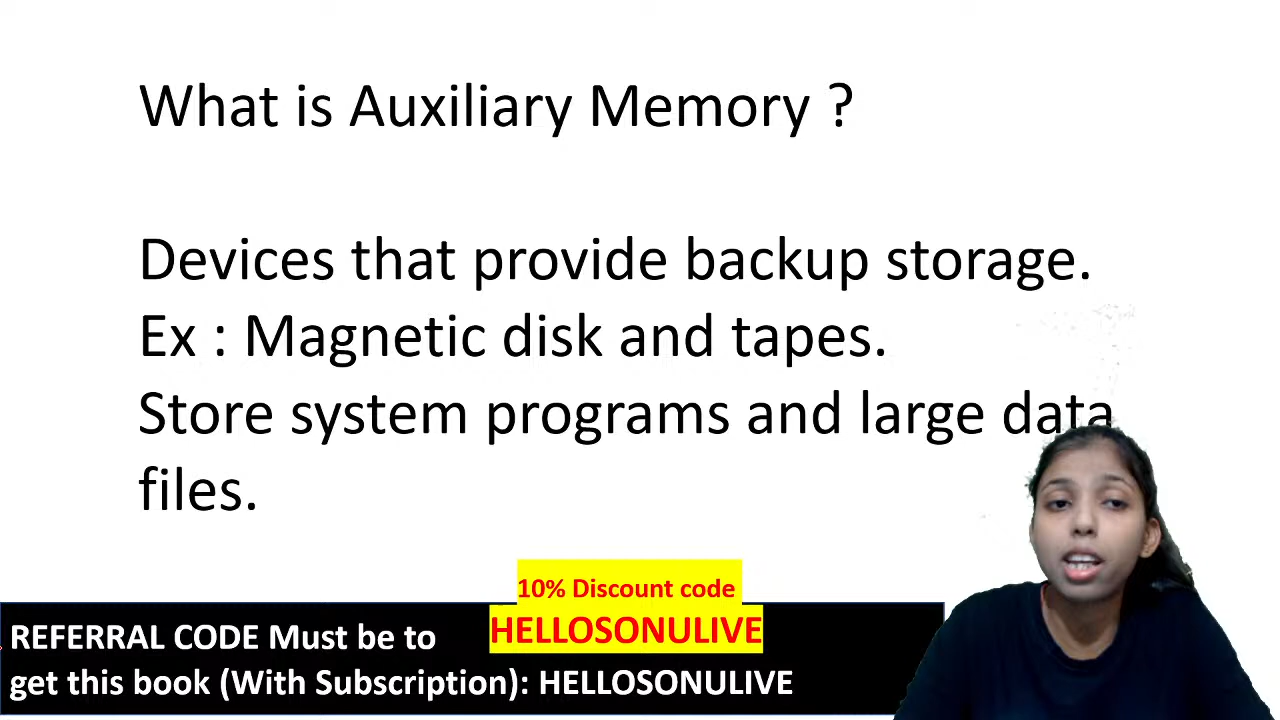 What is Auxiliary Memory ?
Devices that provide backup storage.
Ex : Magnetic disk and tapes.
Store system programs and large data
files.
10% Discount code
HELLOSONULIVE
REFERRAL CODE Must be to
get this book (With Subscription): HELLOSONULIVE